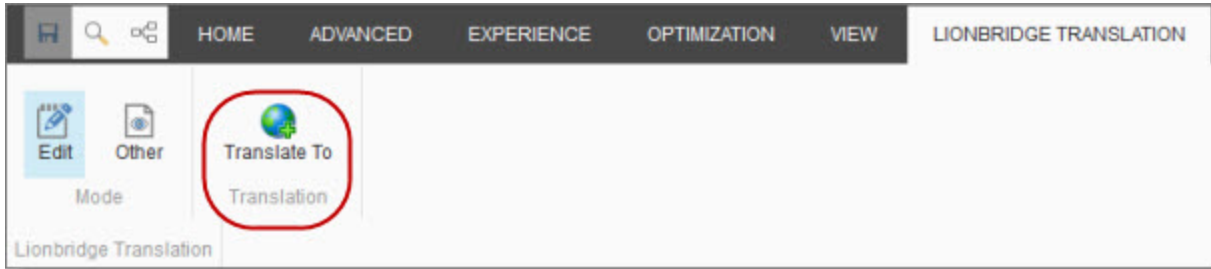 HOME ADVANCED EXPERIENCE OPTIMIZATION VIEW LIONBRIDGE TRANSLATION
Edit Other Translate To
Mode Translation
Lionbridge Translation